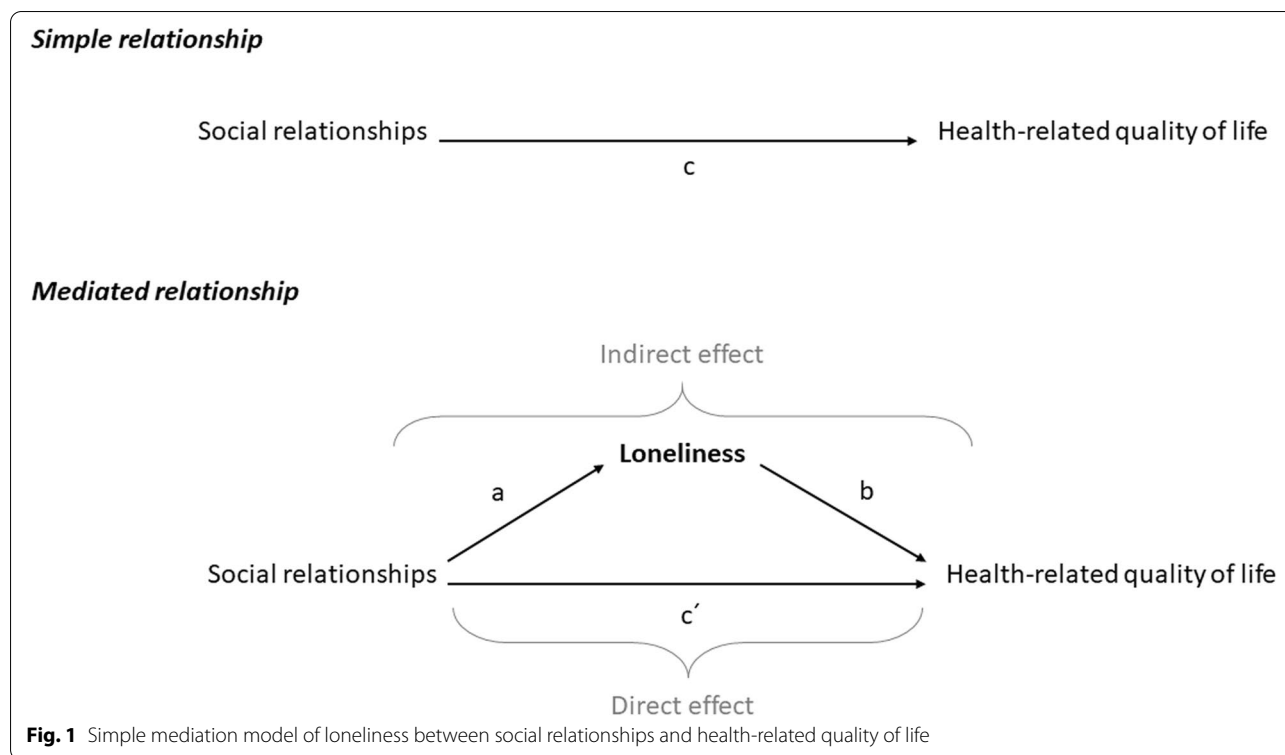 Simple relationship
Social relationships
Health-related quality of life
c
Mediated relationship
Indirect effect
Loneliness
a
b
Social relationships
Health-related quality of life
c´
Direct effect
Fig. 1 Simple mediation model of loneliness between social relationships and health-related quality of life